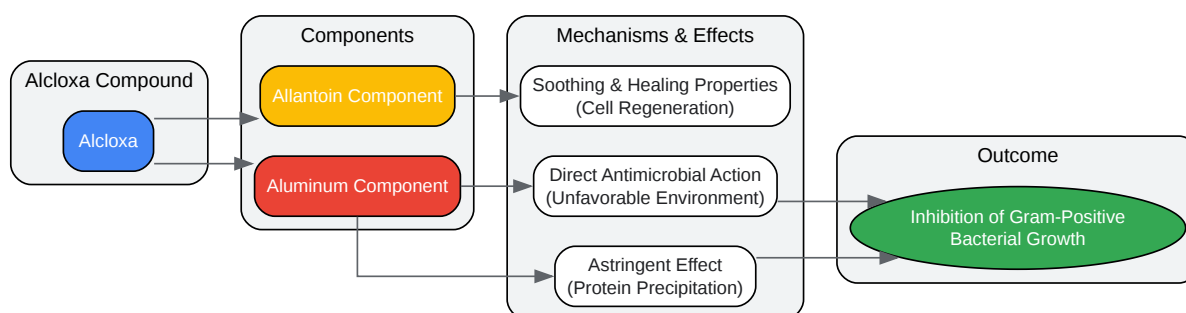 Alcloxa Compound
Alcloxa
Components
Allantoin Component
Aluminum Component
Mechanisms & Effects
Soothing & Healing Properties
(Cell Regeneration)
Direct Antimicrobial Action
(Unfavorable Environment)
Astringent Effect
(Protein Precipitation)
Outcome
Inhibition of Gram-Positive
Bacterial Growth